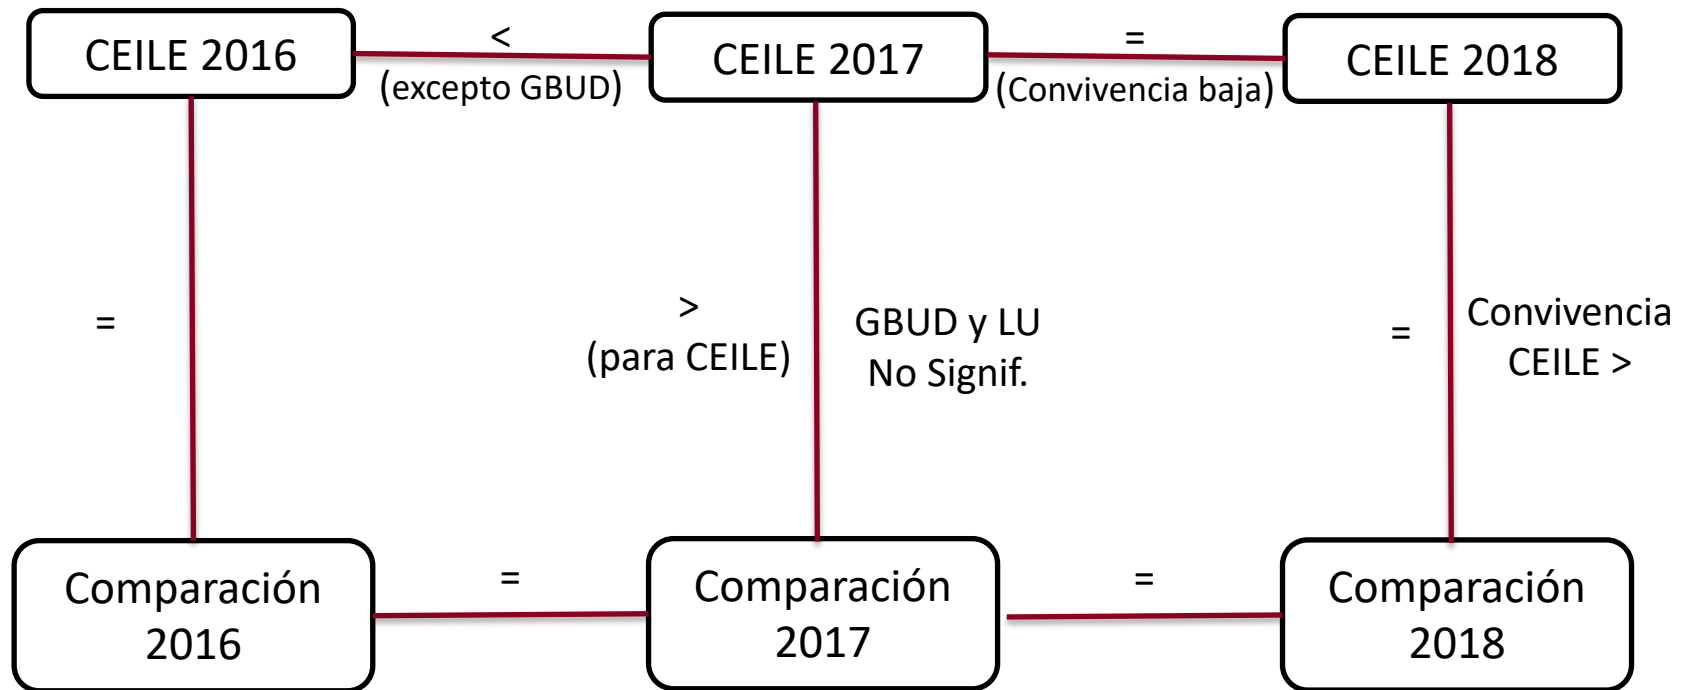 CEILE 2016
<
(excepto GBUD)
CEILE 2017
=
(Convivencia baja)
CEILE 2018
=
>
(para CEILE)
GBUD y LU
No Signif.
=
Convivencia
CEILE >
Comparación
2016
=
Comparación
2017
=
Comparación
2018